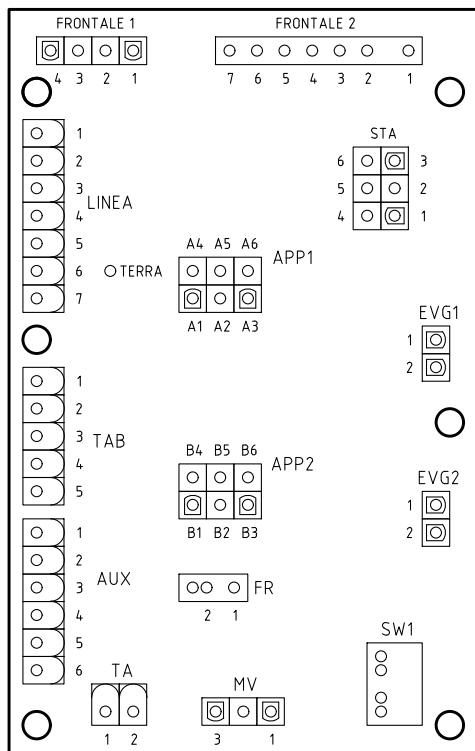 FRONTALE 1 FRONTALE 2
4 3 2 1
7 6 5 4 3 2 1
STA
1
2
3
4
5
6
7
LINEA
6 3
5 2
4 1
TERRA
A4 A5 A6
APP1
A1 A2 A3
EVG1
1
2
1
2
3
4
5
TAB
B4 B5 B6
APP2
B1 B2 B3
EVG2
1
2
1
2
3
4
5
6
AUX
FR
2 1
SW1
TA
1 2
MV
3 1